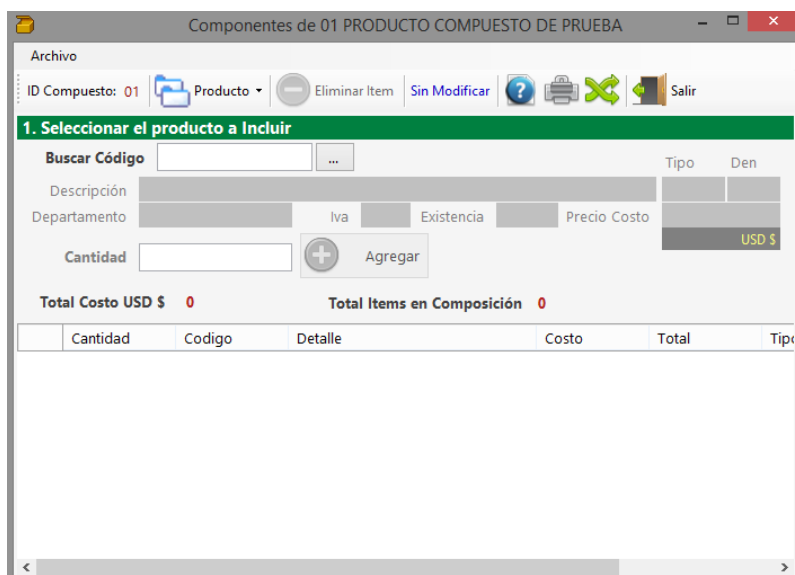 Componentes de 01 PRODUCTO COMPUESTO DE PRUEBA
Archivo
ID Compuesto: 01 Producto Eliminar Item Sin Modificar ? Salir
1. Seleccionar el producto a Incluir
Buscar Código ... Tipo Den
Descripción
Departamento Iva Existencia Precio Costo
USD $
Cantidad Agregar
Total Costo USD $ 0 Total Items en Composición 0
Cantidad Codigo Detalle Costo Total Tipo